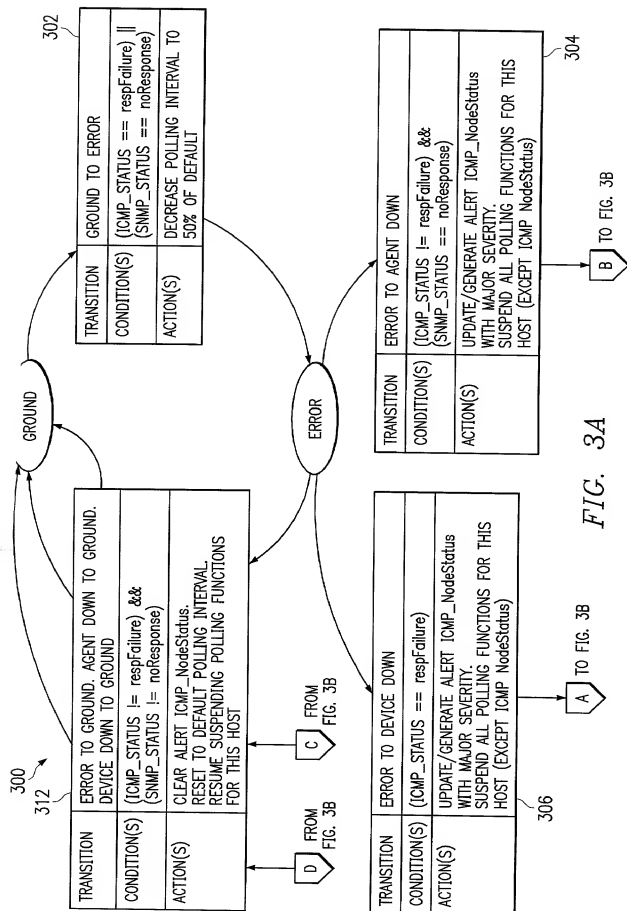 300
312
TRANSITION
ERROR TO GROUND. AGENT DOWN TO GROUND.
DEVICE DOWN TO GROUND
CONDITION(S)
(ICMP_STATUS != respFailure) &&
(SNMP_STATUS != noResponse)
ACTION(S)
CLEAR ALERT ICMP_NodeStatus.
RESET TO DEFAULT POLLING INTERVAL.
RESUME SUSPENDING POLLING FUNCTIONS
FOR THIS HOST
GROUND
302
TRANSITION
GROUND TO ERROR
CONDITION(S)
(ICMP_STATUS == respFailure) ||
(SNMP_STATUS == noResponse)
ACTION(S)
DECREASE POLLING INTERVAL TO
50% OF DEFAULT
D
FROM
FIG. 3B
C
FROM
FIG. 3B
ERROR
TRANSITION
ERROR TO DEVICE DOWN
CONDITION(S)
(ICMP_STATUS == respFailure)
ACTION(S)
UPDATE/GENERATE ALERT ICMP_NodeStatus
WITH MAJOR SEVERITY.
SUSPEND ALL POLLING FUNCTIONS FOR THIS
HOST (EXCEPT ICMP NodeStatus)
306
A
TO FIG. 3B
TRANSITION
ERROR TO AGENT DOWN
CONDITION(S)
(ICMP_STATUS != respFailure) &&
(SNMP_STATUS == noResponse)
ACTION(S)
UPDATE/GENERATE ALERT ICMP_NodeStatus
WITH MAJOR SEVERITY.
SUSPEND ALL POLLING FUNCTIONS FOR THIS
HOST (EXCEPT ICMP NodeStatus)
304
B
TO FIG. 3B
FIG. 3A